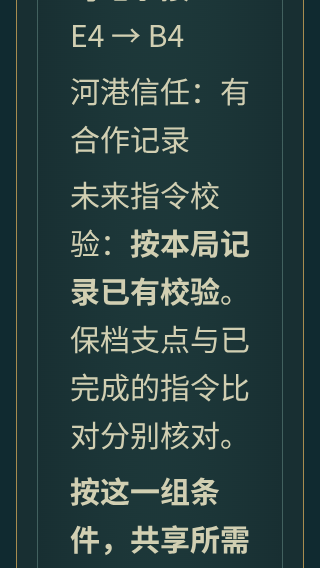 E4 → B4
河港信任：有
合作记录
未来指令校
验：按本局记
录已有校验。
保档支点与已
完成的指令比
对分别核对。
按这一组条
件，共享所需